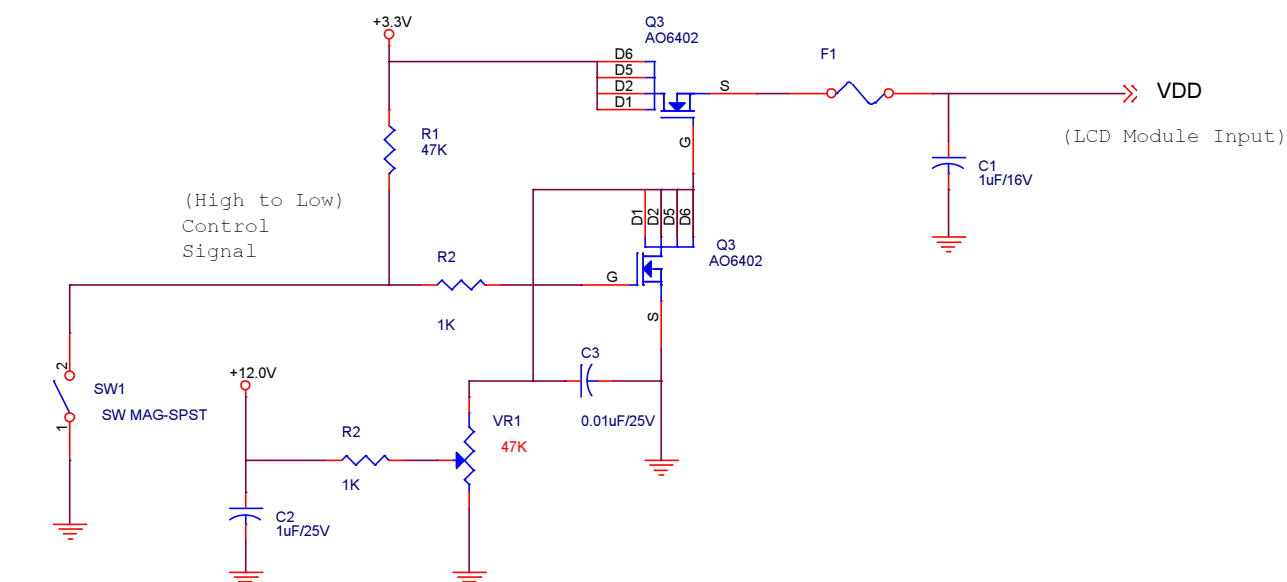 +3.3V
Q3
AO6402
D6
D5
D2
D1
S
G
F1
VDD
(LCD Module Input)
R1
47K
C1
1uF/16V
(High to Low)
Control
Signal
D1
D2
D5
D6
Q3
AO6402
R2
1K
G
S
2
1
SW1
SW MAG-SPST
+12.0V
C3
0.01uF/25V
R2
1K
VR1
47K
C2
1uF/25V